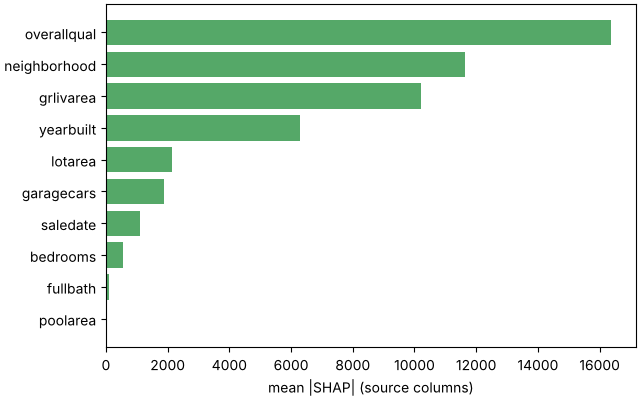 overallqual
neighborhood
grlivarea
yearbuilt
lotarea
garagecars
saledate
bedrooms
fullbath
poolarea
0 2000 4000 6000 8000 10000 12000 14000 16000
mean |SHAP| (source columns)